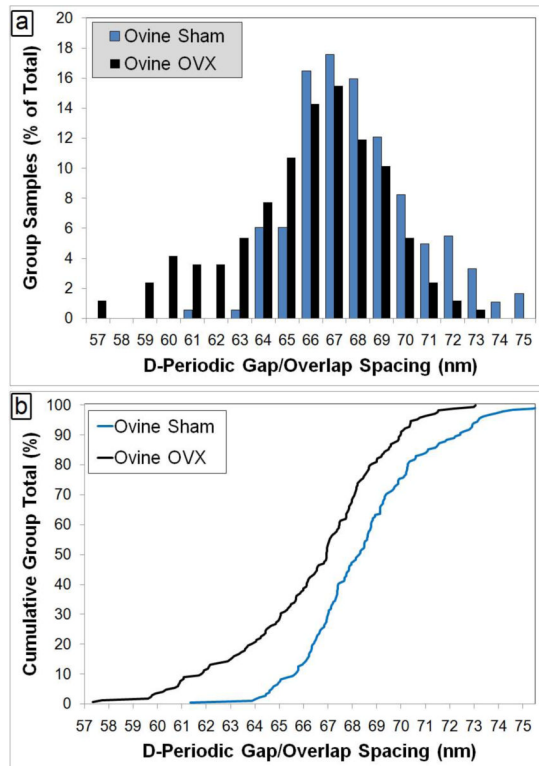 a
20
18
16
14
12
10
8
6
4
2
0
Group Samples (% of Total)
Ovine Sham
Ovine OVX
57 58 59 60 61 62 63 64 65 66 67 68 69 70 71 72 73 74 75
D-Periodic Gap/Overlap Spacing (nm)
b
100
90
80
70
60
50
40
30
20
10
0
Cumulative Group Total (%)
Ovine Sham
Ovine OVX
57 58 59 60 61 62 63 64 65 66 67 68 69 70 71 72 73 74 75
D-Periodic Gap/Overlap Spacing (nm)